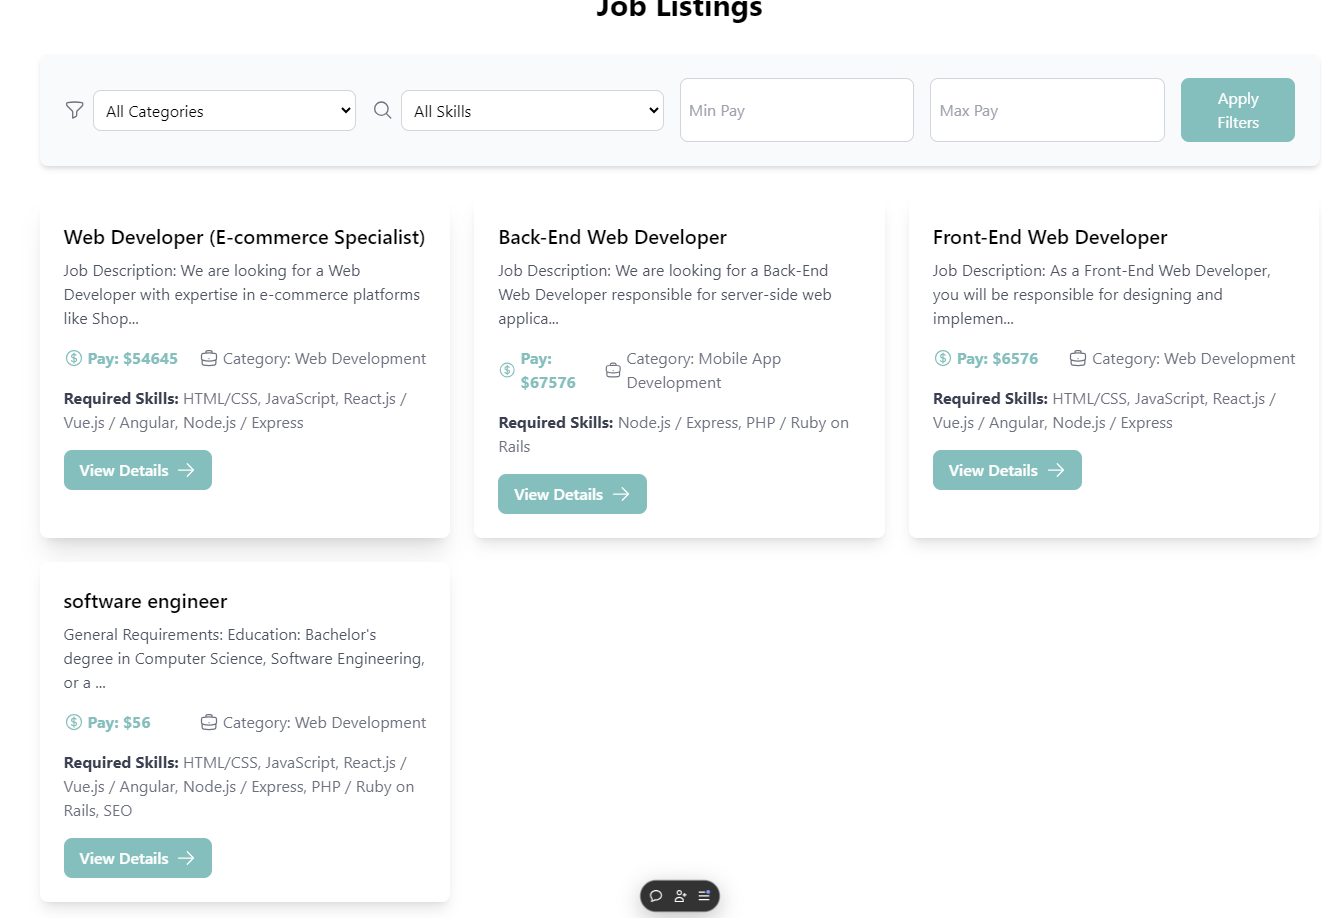 Job Listings
All Categories
All Skills
Min Pay
Max Pay
Apply
Filters
Web Developer (E-commerce Specialist)
Job Description: We are looking for a Web
Developer with expertise in e-commerce platforms
like Shop...
Pay: $54645
Category: Web Development
Required Skills: HTML/CSS, JavaScript, React.js /
Vue.js / Angular, Node.js / Express
View Details
Back-End Web Developer
Job Description: We are looking for a Back-End
Web Developer responsible for server-side web
applica...
Pay:
$67576
Category: Mobile App
Development
Required Skills: Node.js / Express, PHP / Ruby on
Rails
View Details
Front-End Web Developer
Job Description: As a Front-End Web Developer,
you will be responsible for designing and
implemen...
Pay: $6576
Category: Web Development
Required Skills: HTML/CSS, JavaScript, React.js /
Vue.js / Angular, Node.js / Express
View Details
software engineer
General Requirements: Education: Bachelor's
degree in Computer Science, Software Engineering,
or a ...
Pay: $56
Category: Web Development
Required Skills: HTML/CSS, JavaScript, React.js /
Vue.js / Angular, Node.js / Express, PHP / Ruby on
Rails, SEO
View Details